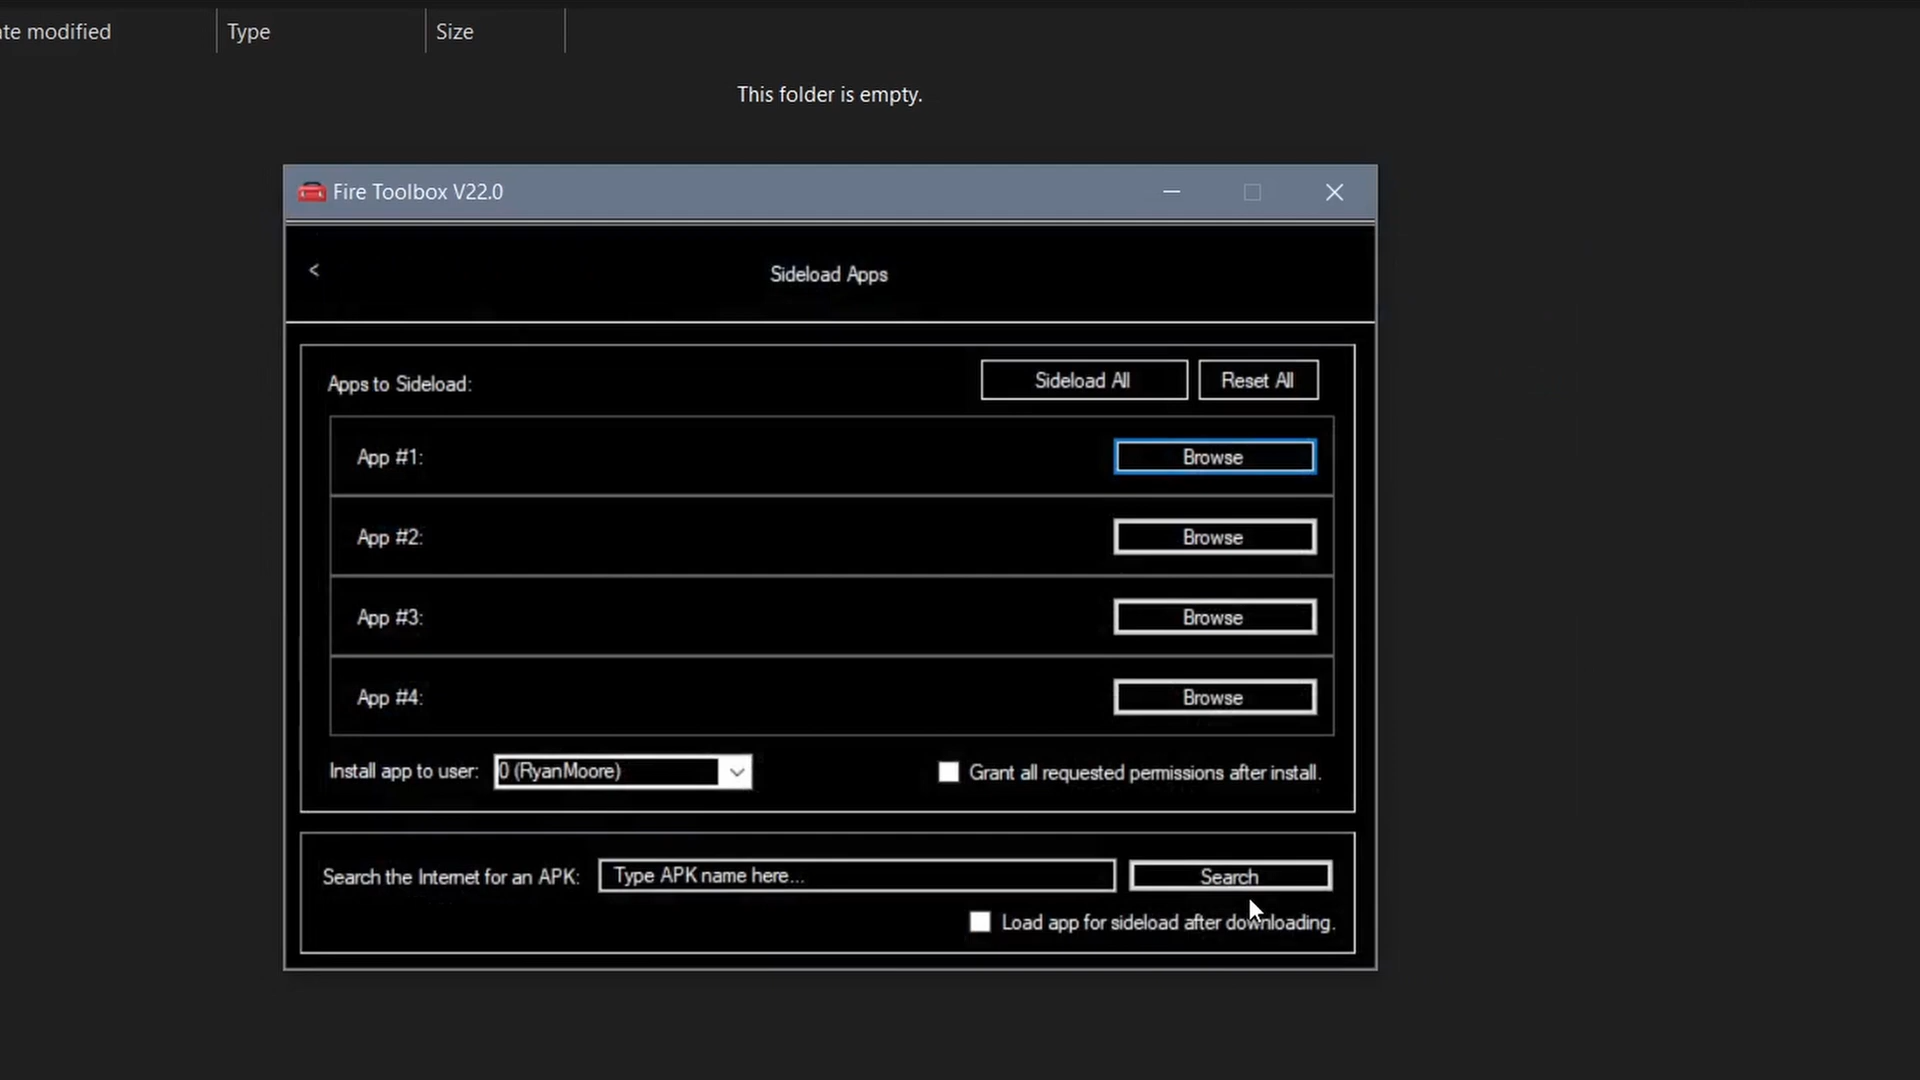 te modified
Type
Size
This folder is empty.
Fire Toolbox V22.0
<
Sideload Apps
Apps to Sideload:
Sideload All
Reset All
App #1:
Browse
App #2:
Browse
App #3:
Browse
App #4:
Browse
Install app to user:
0 (RyanMoore)
Grant all requested permissions after install.
Search the Internet for an APK:
Type APK name here...
Search
Load app for sideload after downloading.